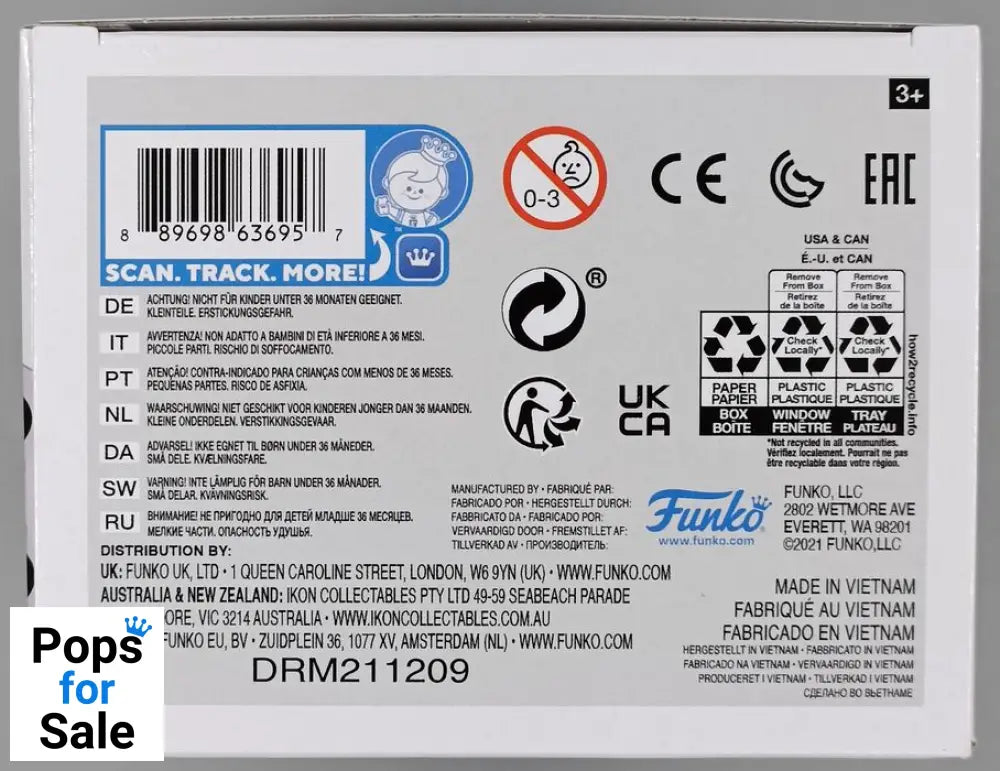 3+
8 89698 63695 7
SCAN. TRACK. MORE!
™
0-3
CE
EAC
®
UK
CA
USA & CAN
É.-U. et CAN
Remove From Box
Retirez de la boîte
Remove From Box
Retirez de la boîte
Check Locally*
Check Locally*
PAPER PAPIER
PLASTIC PLASTIQUE
PLASTIC PLASTIQUE
BOX BOÎTE
WINDOW FENÊTRE
TRAY PLATEAU
how2recycle.info
*Not recycled in all communities.
Vérifiez localement. Pourrait ne pas
être recyclable dans votre région.
DE ACHTUNG! NICHT FÜR KINDER UNTER 36 MONATEN GEEIGNET.
KLEINTEILE. ERSTICKUNGSGEFAHR.
IT AVVERTENZA! NON ADATTO A BAMBINI DI ETÀ INFERIORE A 36 MESI.
PICCOLE PARTI. RISCHIO DI SOFFOCAMENTO.
PT ATENÇÃO! CONTRA-INDICADO PARA CRIANÇAS COM MENOS DE 36 MESES.
PEQUENAS PARTES. RISCO DE ASFIXIA.
NL WAARSCHUWING! NIET GESCHIKT VOOR KINDEREN JONGER DAN 36 MAANDEN.
KLEINE ONDERDELEN. VERSTIKKINGSGEVAAR.
DA ADVARSEL! IKKE EGNET TIL BØRN UNDER 36 MÅNEDER.
SMÅ DELE. KVÆLNINGSFARE.
SW VARNING! INTE LÄMPLIG FÖR BARN UNDER 36 MÅNADER.
SMÅ DELAR. KVÄVNINGSRISK.
RU ВНИМАНИЕ! НЕ ПРИГОДНО ДЛЯ ДЕТЕЙ МЛАДШЕ 36 МЕСЯЦЕВ.
МЕЛКИЕ ЧАСТИ. ОПАСНОСТЬ УДУШЬЯ.
MANUFACTURED BY • FABRIQUÉ PAR:
FABRICADO POR • HERGESTELLT DURCH:
FABBRICATO DA • FABRICADO POR:
VERVAARDIGD DOOR • FREMSTILLET AF:
TILLVERKAD AV • ПРОИЗВОДИТЕЛЬ:
Funko
www.funko.com
FUNKO, LLC
2802 WETMORE AVE
EVERETT, WA 98201
©2021 FUNKO,LLC
DISTRIBUTION BY:
UK: FUNKO UK, LTD • 1 QUEEN CAROLINE STREET, LONDON, W6 9YN (UK) • WWW.FUNKO.COM
AUSTRALIA & NEW ZEALAND: IKON COLLECTABLES PTY LTD 49-59 SEABEACH PARADE
ORE, VIC 3214 AUSTRALIA • WWW.IKONCOLLECTABLES.COM.AU
FUNKO EU, BV • ZUIDPLEIN 36, 1077 XV, AMSTERDAM (NL) • WWW.FUNKO.COM
DRM211209
MADE IN VIETNAM
FABRIQUÉ AU VIETNAM
FABRICADO EN VIETNAM
HERGESTELLT IN VIETNAM • FABBRICATO IN VIETNAM
FABRICADO NA VIETNAM • VERVAARDIGD IN VIETNAM
PRODUCERET I VIETNAM • TILLVERKAD I VIETNAM
СДЕЛАНО ВО ВЬЕТНАМЕ
Pops
for
Sale